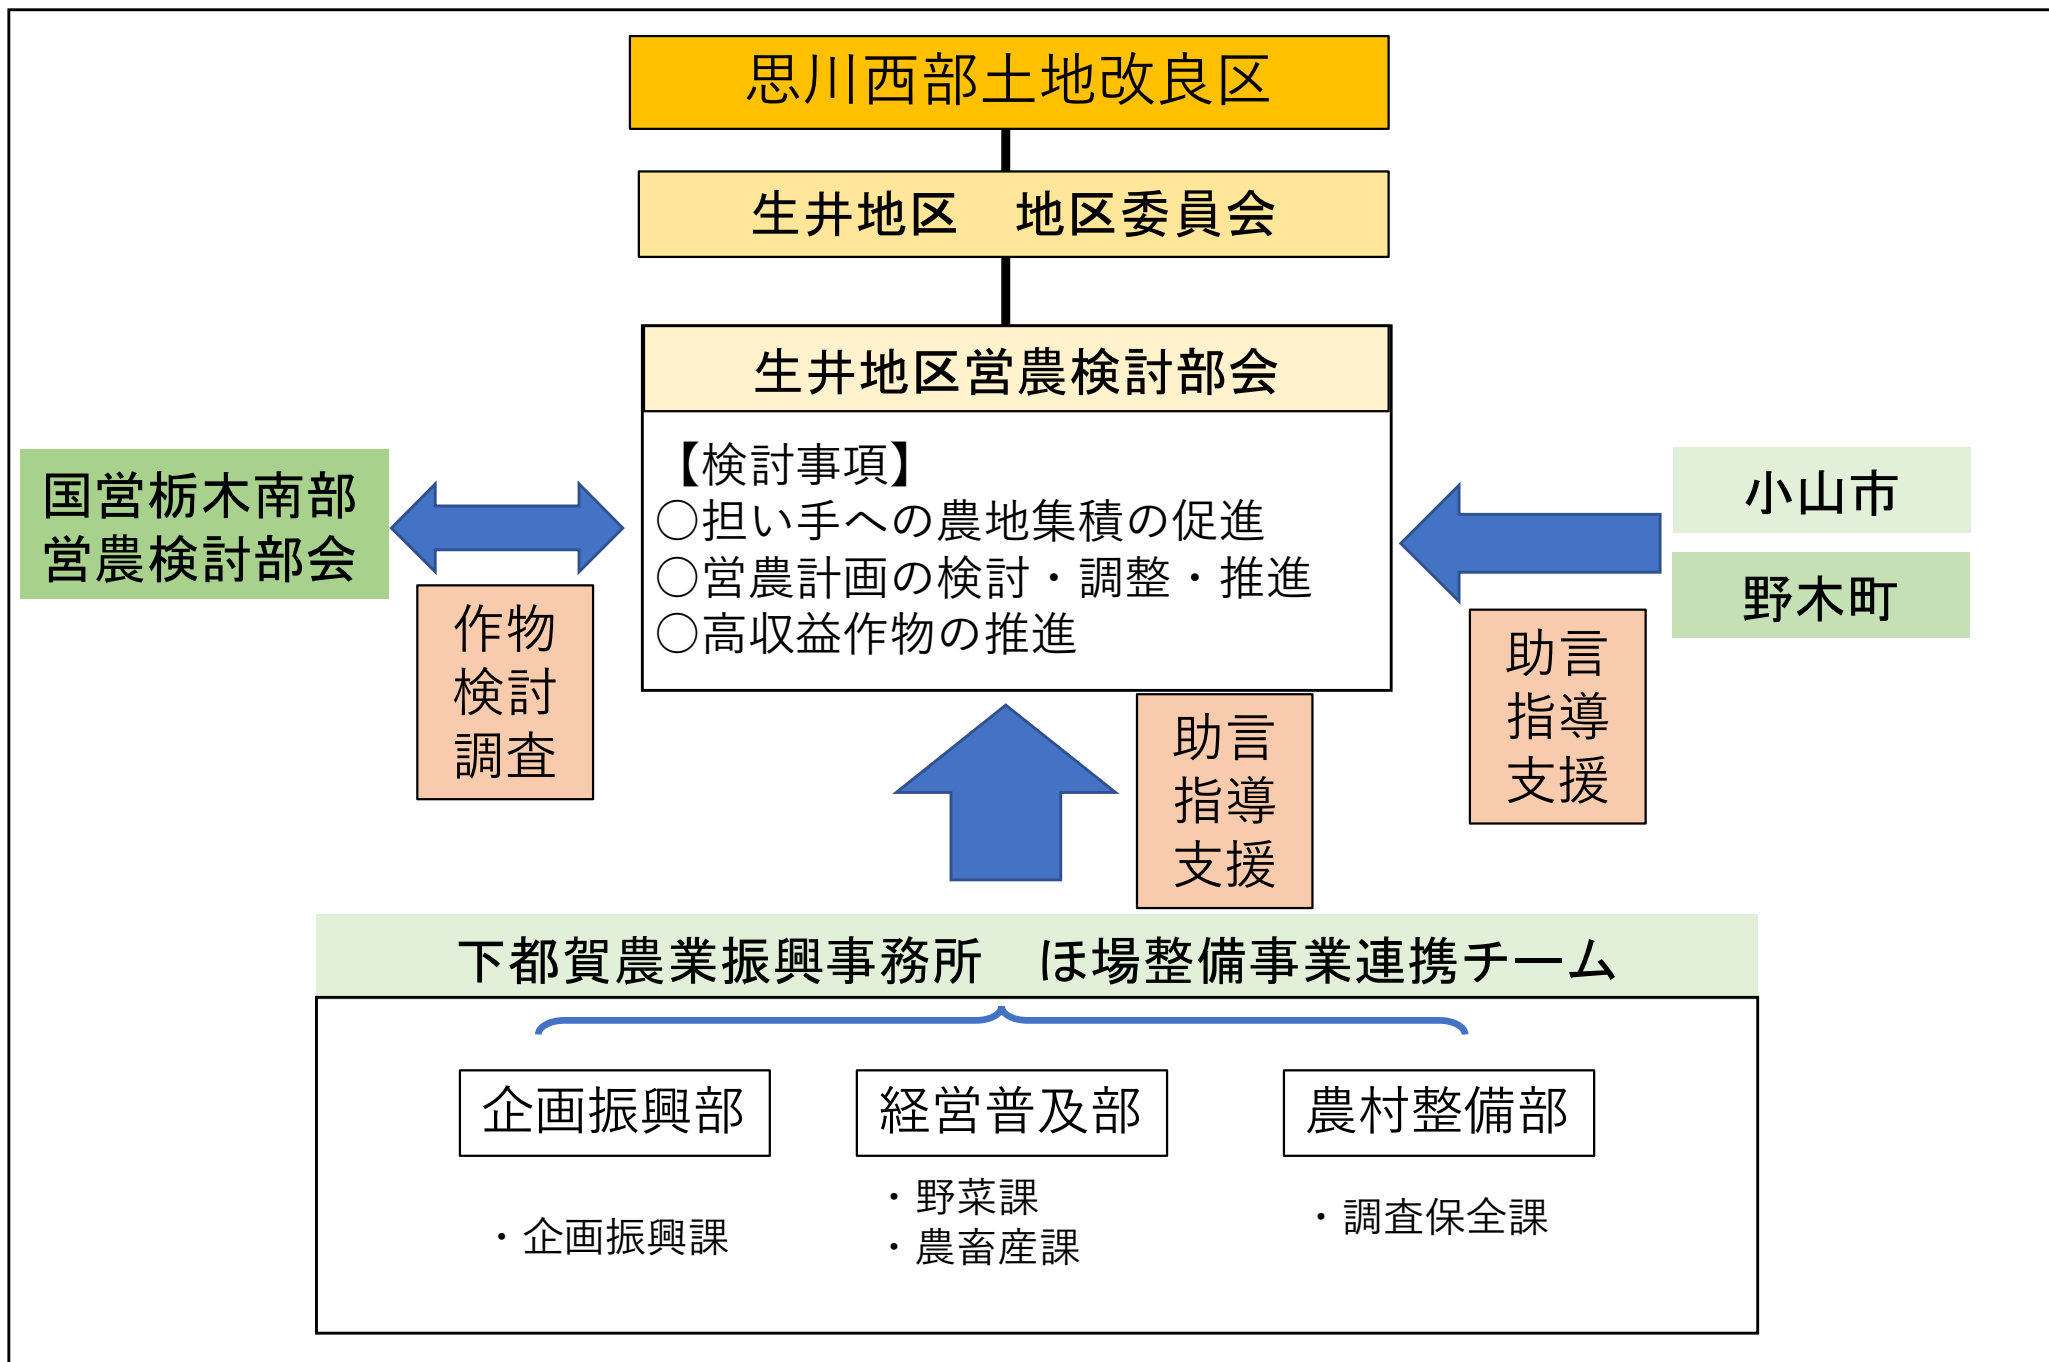 思川西部土地改良区
生井地区　地区委員会
生井地区営農検討部会
【検討事項】
○担い手への農地集積の促進
○営農計画の検討・調整・推進
○高収益作物の推進
国営栃木南部
営農検討部会
作物
検討
調査
小山市
野木町
助言
指導
支援
助言
指導
支援
下都賀農業振興事務所　ほ場整備事業連携チーム
企画振興部
・企画振興課
経営普及部
・野菜課
・農畜産課
農村整備部
・調査保全課